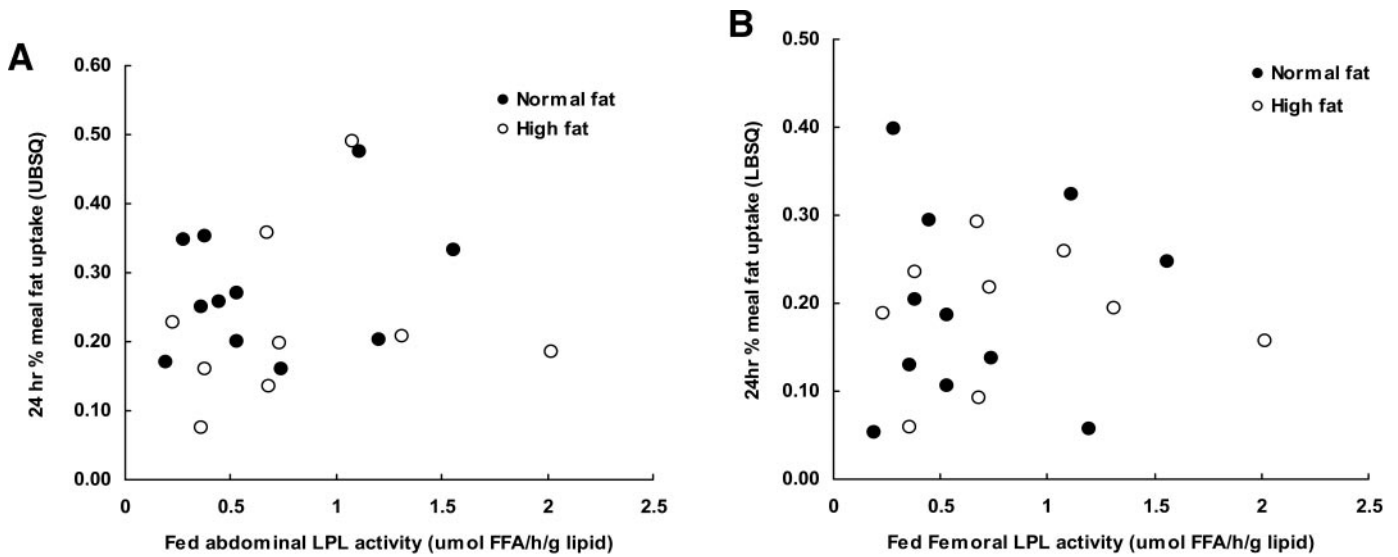 A
24 hr % meal fat uptake (UBSQ)
0.60
0.50
0.40
0.30
0.20
0.10
0.00
0
0.5
1
1.5
2
2.5
Normal fat
High fat
Fed abdominal LPL activity (umol FFA/h/g lipid)
B
24hr % meal fat uptake (LBSQ)
0.50
0.40
0.30
0.20
0.10
0.00
0
0.5
1
1.5
2
2.5
Normal fat
High fat
Fed Femoral LPL activity (umol FFA/h/g lipid)